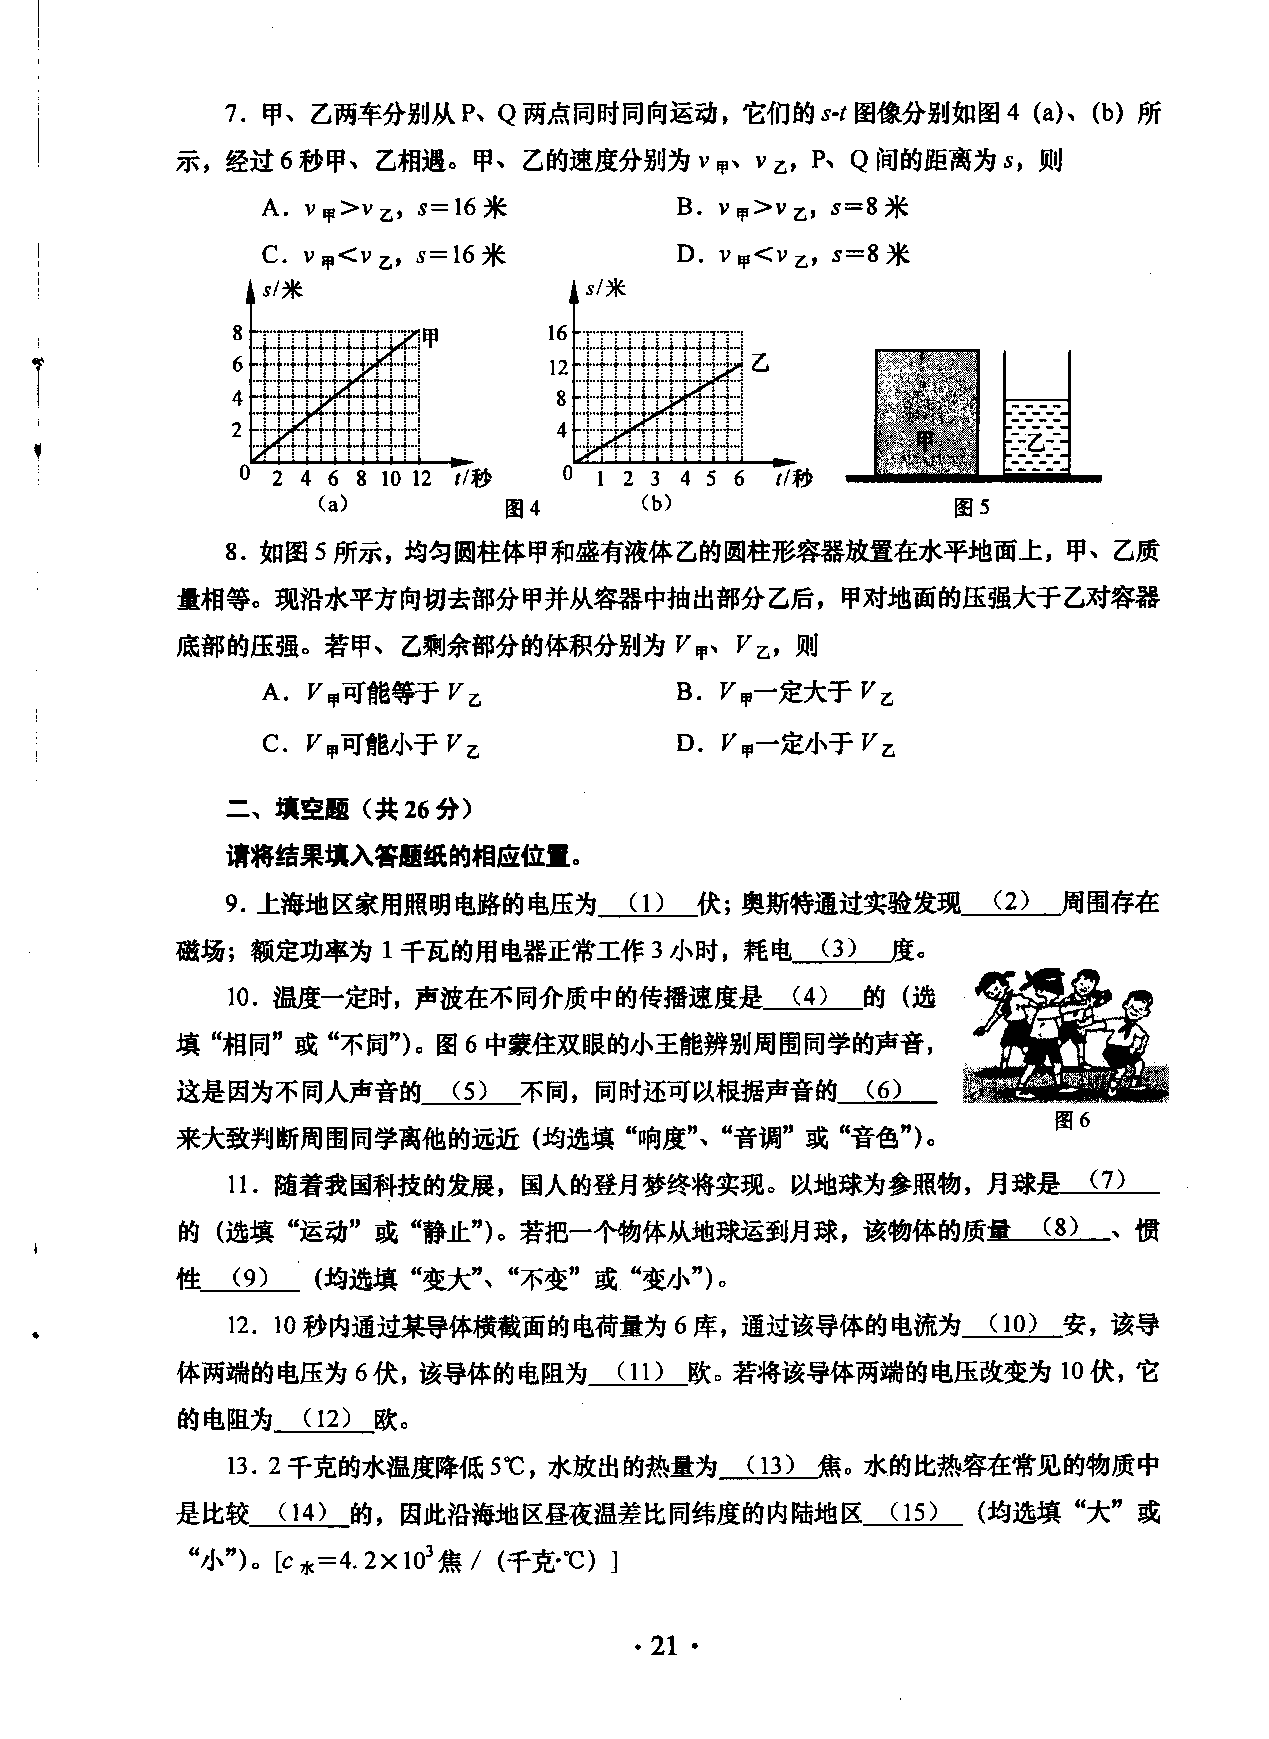 7. 甲、乙两车分别从 P、Q 两点同时同向运动，它们的 s-t 图像分别如图 4（a）、（b）所
示，经过 6 秒甲、乙相遇。甲、乙的速度分别为 v甲、v乙，P、Q 间的距离为 s，则
A. v甲>v乙，s=16 米 B. v甲>v乙，s=8 米
C. v甲<v乙，s=16 米 D. v甲<v乙，s=8 米
s/米
8
6
4
2
0 2 4 6 8 10 12 t/秒
甲
（a）
s/米
16
12
8
4
0 1 2 3 4 5 6 t/秒
乙
（b）
图 4
甲
乙
图 5
8. 如图 5 所示，均匀圆柱体甲和盛有液体乙的圆柱形容器放置在水平地面上，甲、乙质
量相等。现沿水平方向切去部分甲并从容器中抽出部分乙后，甲对地面的压强大于乙对容器
底部的压强。若甲、乙剩余部分的体积分别为 V甲、V乙，则
A. V甲可能等于 V乙 B. V甲一定大于 V乙
C. V甲可能小于 V乙 D. V甲一定小于 V乙
二、填空题（共 26 分）
请将结果填入答题纸的相应位置。
9. 上海地区家用照明电路的电压为 （1） 伏；奥斯特通过实验发现 （2） 周围存在
磁场；额定功率为 1 千瓦的用电器正常工作 3 小时，耗电 （3） 度。
10. 温度一定时，声波在不同介质中的传播速度是 （4） 的（选
填“相同”或“不同”）。图 6 中蒙住双眼的小王能辨别周围同学的声音，
这是因为不同人声音的 （5） 不同，同时还可以根据声音的 （6）
来大致判断周围同学离他的远近（均选填“响度”、“音调”或“音色”）。
图 6
11. 随着我国科技的发展，国人的登月梦终将实现。以地球为参照物，月球是 （7）
的（选填“运动”或“静止”）。若把一个物体从地球运到月球，该物体的质量 （8） 、惯
性 （9） （均选填“变大”、“不变”或“变小”）。
12. 10 秒内通过某导体横截面的电荷量为 6 库，通过该导体的电流为 （10） 安，该导
体两端的电压为 6 伏，该导体的电阻为 （11） 欧。若将该导体两端的电压改变为 10 伏，它
的电阻为 （12） 欧。
13. 2 千克的水温度降低 5℃，水放出的热量为 （13） 焦。水的比热容在常见的物质中
是比较 （14） 的，因此沿海地区昼夜温差比同纬度的内陆地区 （15） （均选填“大”或
“小”）。[c水=4.2×10³焦 /（千克·℃）]
· 21 ·